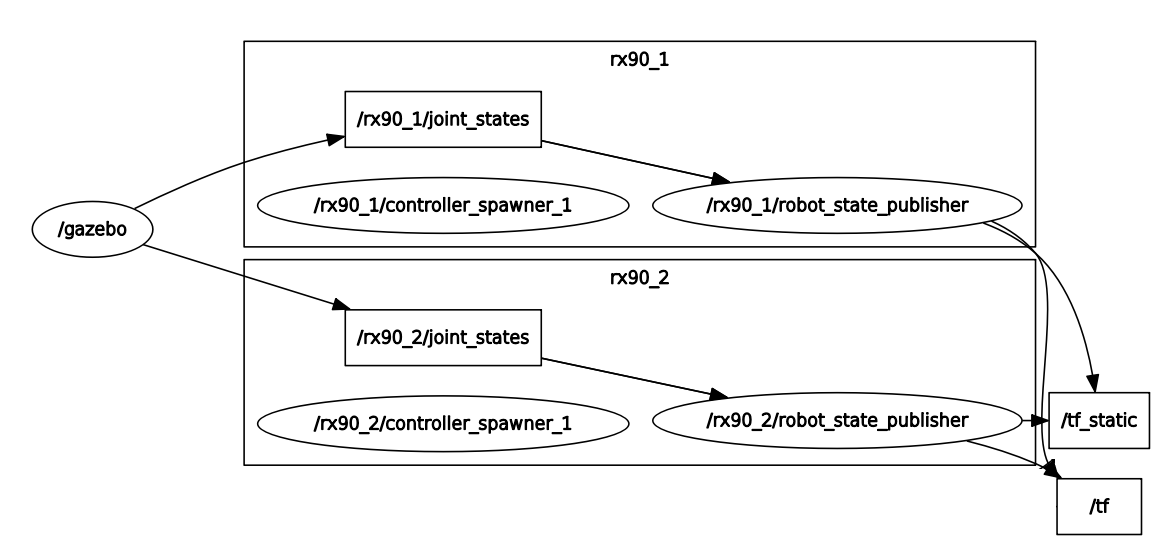 rx90_1
/rx90_1/joint_states
/rx90_1/controller_spawner_1
/rx90_1/robot_state_publisher
/gazebo
rx90_2
/rx90_2/joint_states
/rx90_2/controller_spawner_1
/rx90_2/robot_state_publisher
/tf_static
/tf